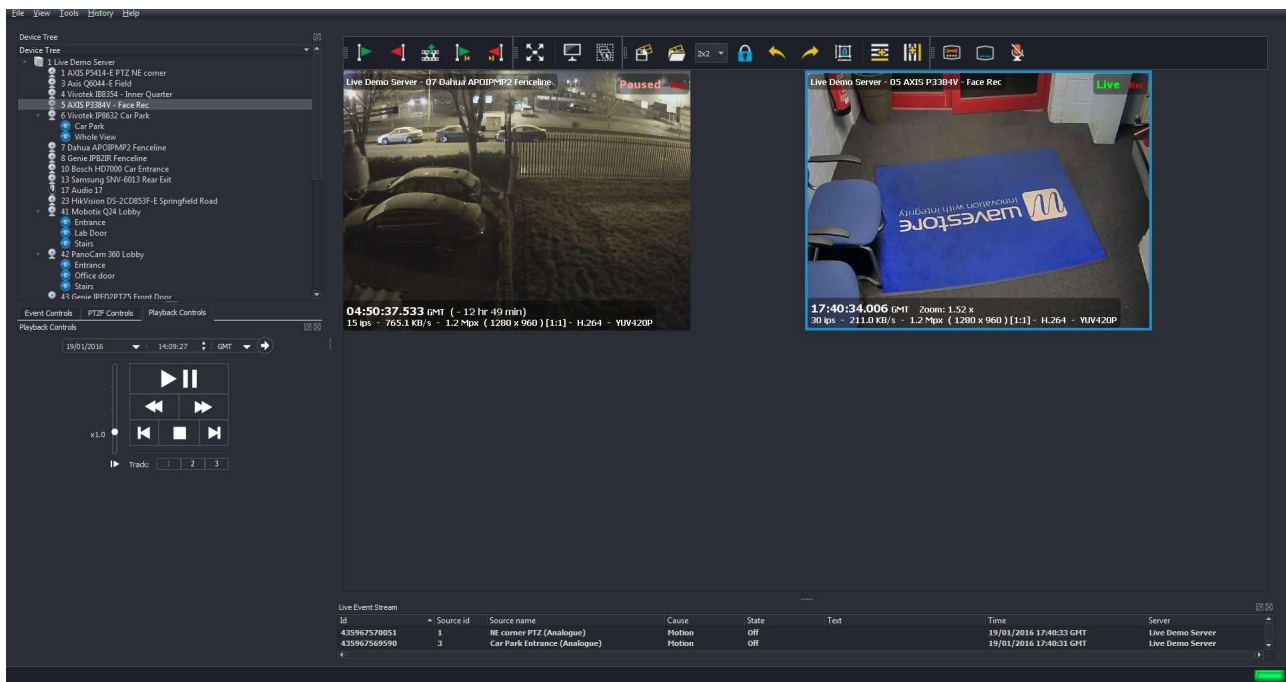 File View Tools History Help
Device Tree
Device Tree
1 Live Demo Server
1 AXIS P5414-E PTZ NE corner
3 Axis Q6044-E Field
4 Vivotek IB8354 - Inner Quarter
5 AXIS P3384V - Face Rec
6 Vivotek IP8632 Car Park
Car Park
Whole View
7 Dahua APOIPMP2 Fenceline
8 Genie IPB2IR Fenceline
10 Bosch HD7000 Car Entrance
13 Samsung SNV-6013 Rear Exit
17 Audio 17
23 HikVision DS-2CD853F-E Springfield Road
41 Mobotix Q24 Lobby
Entrance
Lab Door
Stairs
42 PanoCam 360 Lobby
Entrance
Office door
Stairs
43 Genie IPFD2PTZ5 Front Door
Event Controls PTZF Controls Playback Controls
Playback Controls
19/01/2016 14:09:27 GMT
x1.0
Track: 1 2 3
2x2
Live Demo Server - 07 Dahua APOIPMP2 Fenceline Paused Rec
04:50:37.533 GMT ( - 12 hr 49 min)
15 ips - 765.1 KB/s - 1.2 Mpx ( 1280 x 960 ) [1:1] - H.264 - YUV420P
Live Demo Server - 05 AXIS P3384V - Face Rec Live Rec
wavestore
innovation with integrity
17:40:34.006 GMT Zoom: 1.52 x
30 ips - 211.0 KB/s - 1.2 Mpx ( 1280 x 960 ) [1:1] - H.264 - YUV420P
Live Event Stream
Id Source id Source name Cause State Text Time Server
435967570051 1 NE corner PTZ (Analogue) Motion Off 19/01/2016 17:40:33 GMT Live Demo Server
435967569590 3 Car Park Entrance (Analogue) Motion Off 19/01/2016 17:40:31 GMT Live Demo Server